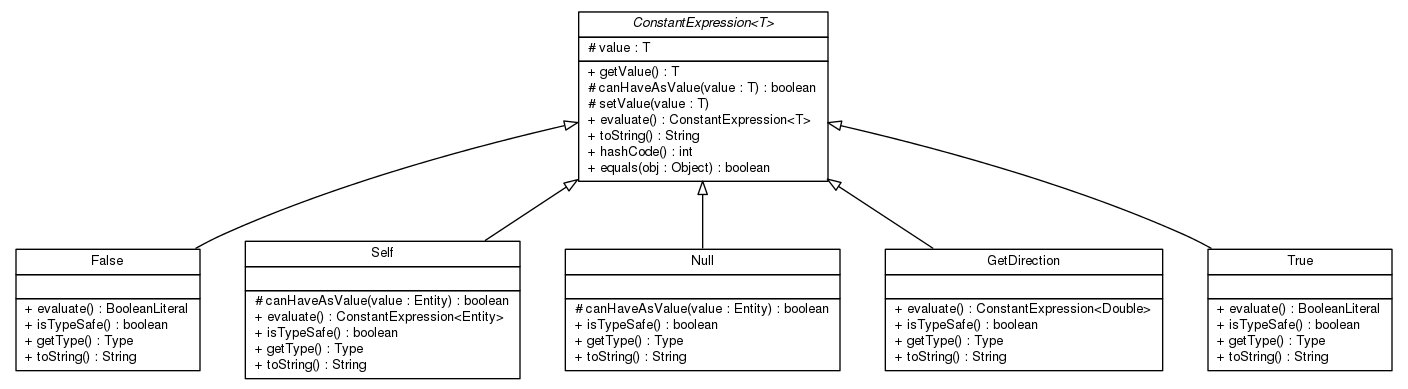 ConstantExpression<T>
# value : T
+ getValue() : T
# canHaveAsValue(value : T) : boolean
# setValue(value : T)
+ evaluate() : ConstantExpression<T>
+ toString() : String
+ hashCode() : int
+ equals(obj : Object) : boolean
False
+ evaluate() : BooleanLiteral
+ isTypeSafe() : boolean
+ getType() : Type
+ toString() : String
Self
# canHaveAsValue(value : Entity) : boolean
+ evaluate() : ConstantExpression<Entity>
+ isTypeSafe() : boolean
+ getType() : Type
+ toString() : String
Null
# canHaveAsValue(value : Entity) : boolean
+ isTypeSafe() : boolean
+ getType() : Type
+ toString() : String
GetDirection
+ evaluate() : ConstantExpression<Double>
+ isTypeSafe() : boolean
+ getType() : Type
+ toString() : String
True
+ evaluate() : BooleanLiteral
+ isTypeSafe() : boolean
+ getType() : Type
+ toString() : String